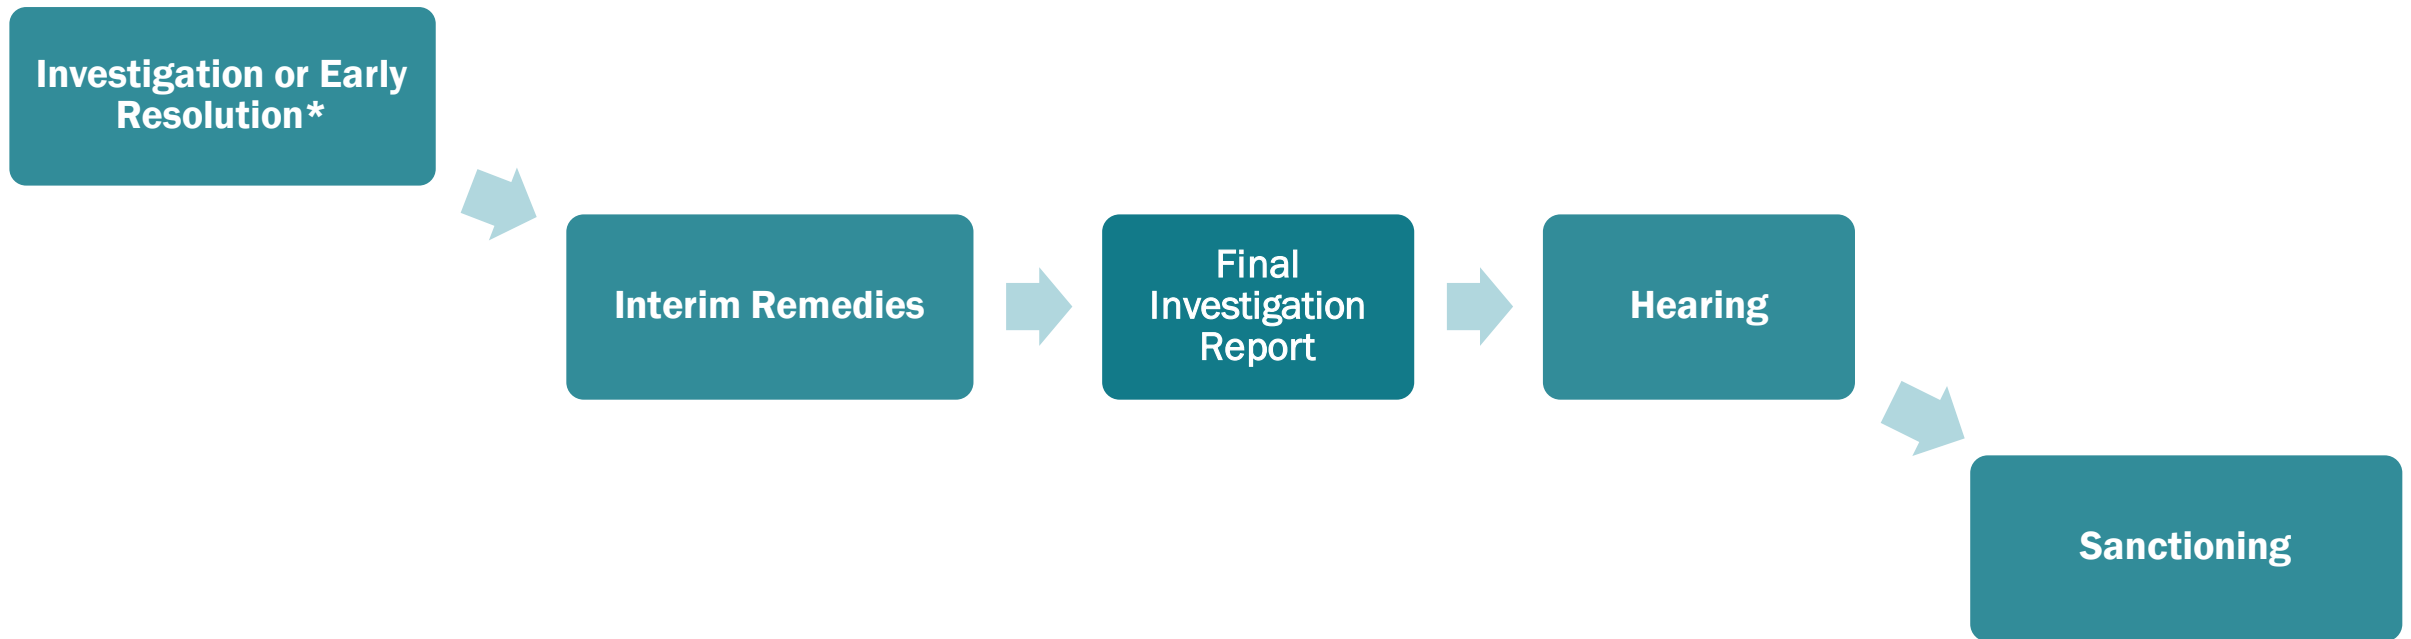 Investigation or Early
Resolution*
Interim Remedies
Final
Investigation
Report
Hearing
Sanctioning